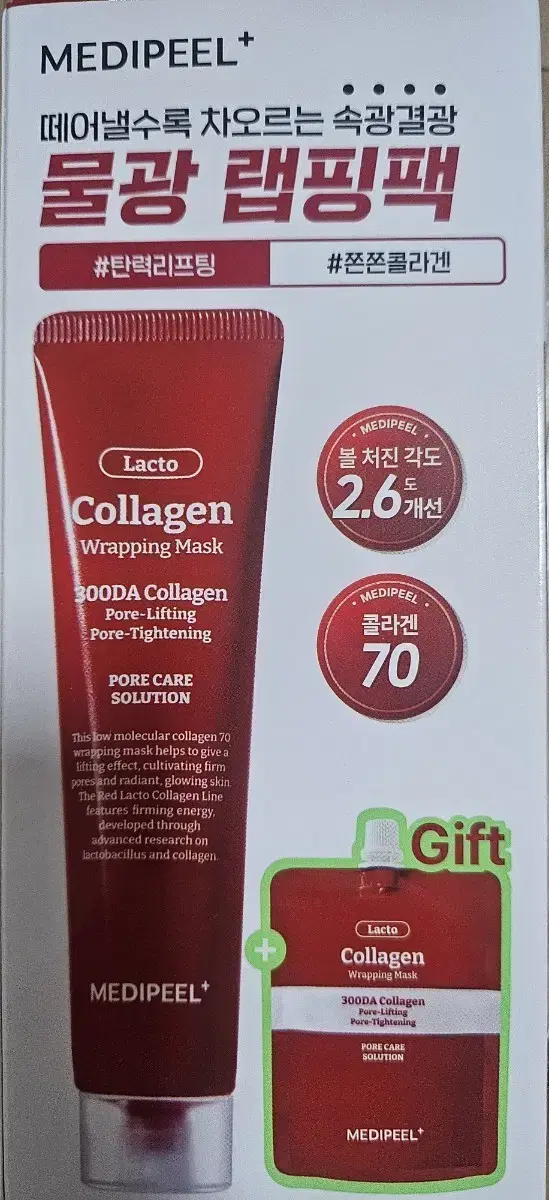 MEDIPEEL+
떼어낼수록 차오르는 속광결광
물광 랩핑팩
#탄력리프팅
#쫀쫀콜라겐
Lacto
Collagen
Wrapping Mask
300DA Collagen
Pore-Lifting
Pore-Tightening
PORE CARE
SOLUTION
This low molecular collagen 70
wrapping mask helps to give a
lifting effect, cultivating firm
pores and radiant, glowing skin.
The Red Lacto Collagen Line
features firming energy,
developed through
advanced research on
lactobacillus and collagen.
MEDIPEEL+
MEDIPEEL
볼 처진 각도
2.6도 개선
MEDIPEEL
콜라겐
70
Gift
+
Lacto
Collagen
Wrapping Mask
300DA Collagen
Pore-Lifting
Pore-Tightening
PORE CARE
SOLUTION
MEDIPEEL+